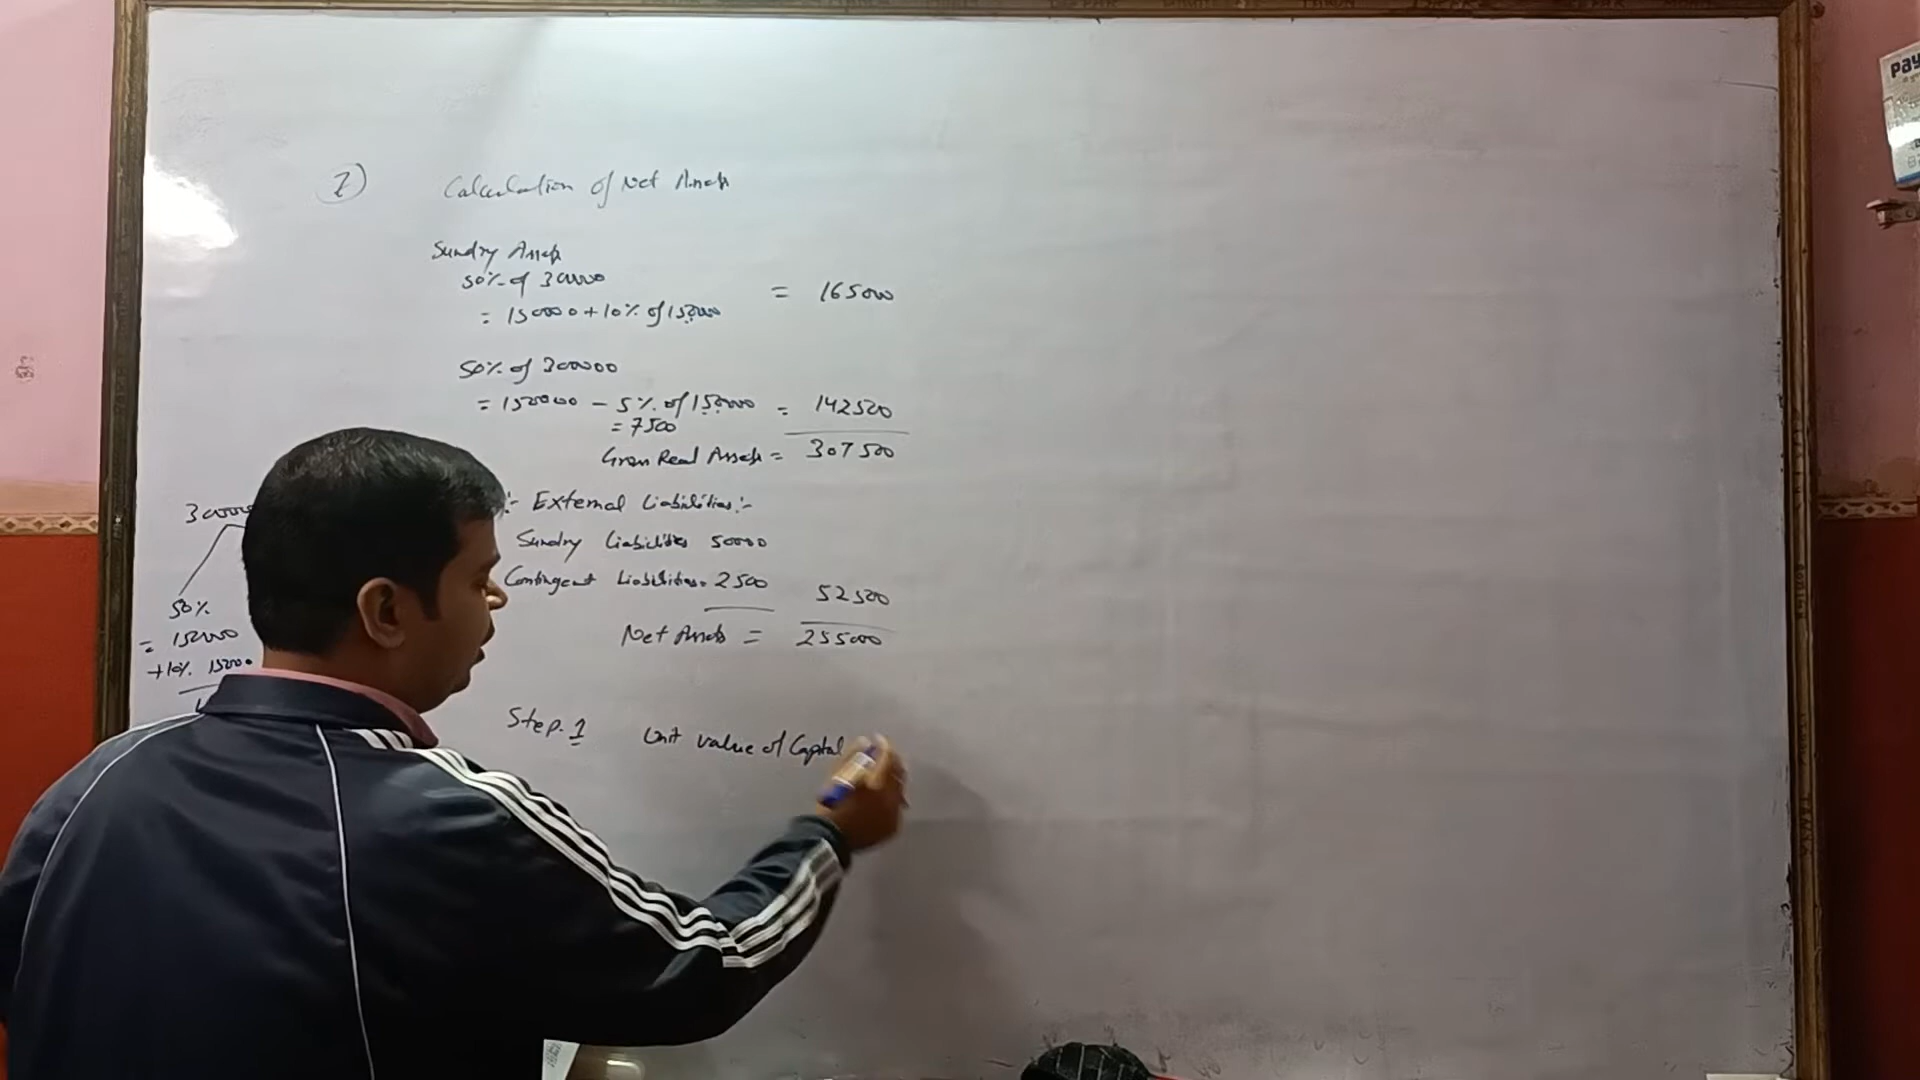 2) Calculation of Net Assets
Sundry Assets
50% of 300000
= 150000 + 10% of 150000 = 165000
50% of 300000
= 150000 - 5% of 150000 = 142500
= 7500
Gross Real Assets = 307500
:- External Liabilities:-
Sundry Liabilities 50000
Contingent Liabilities = 2500 52500
Net Assets = 255000
Step. 1 Unit value of Capital
300000
50%
= 150000
+10% 15000
Pay